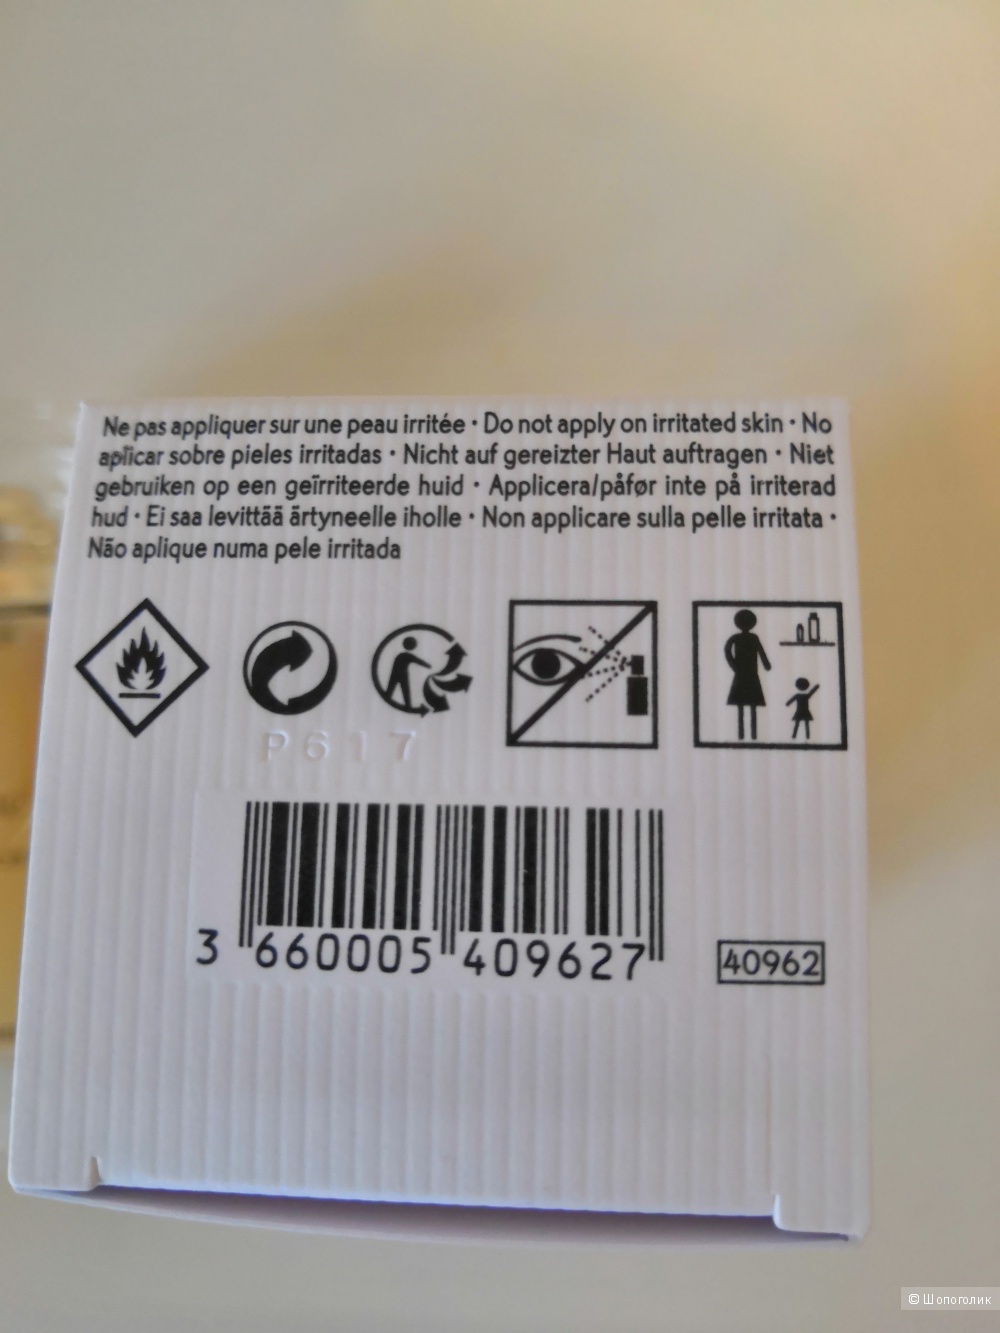 Ne pas appliquer sur une peau irritée · Do not apply on irritated skin · No
aplicar sobre pieles irritadas · Nicht auf gereizter Haut auftragen · Niet
gebruiken op een geïrriteerde huid · Applicera/påfør inte på irriterad
hud · Ei saa levittää ärtyneelle iholle · Non applicare sulla pelle irritata ·
Não aplique numa pele irritada
P617
3 660005 409627
40962
© Шопоголик